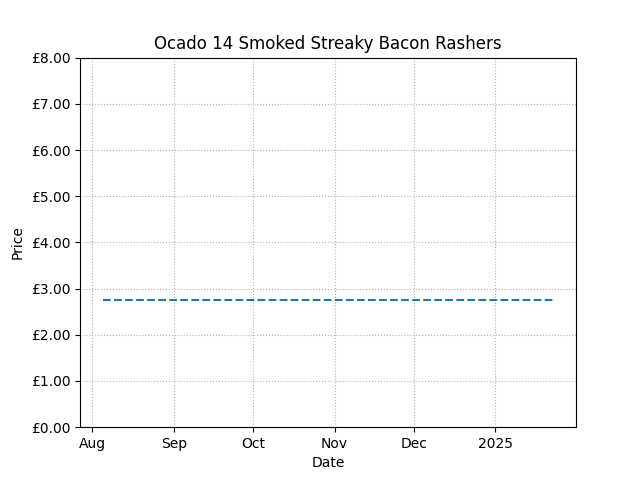 Ocado 14 Smoked Streaky Bacon Rashers
£8.00
£7.00
£6.00
£5.00
£4.00
£3.00
£2.00
£1.00
£0.00
Price
Aug Sep Oct Nov Dec 2025
Date